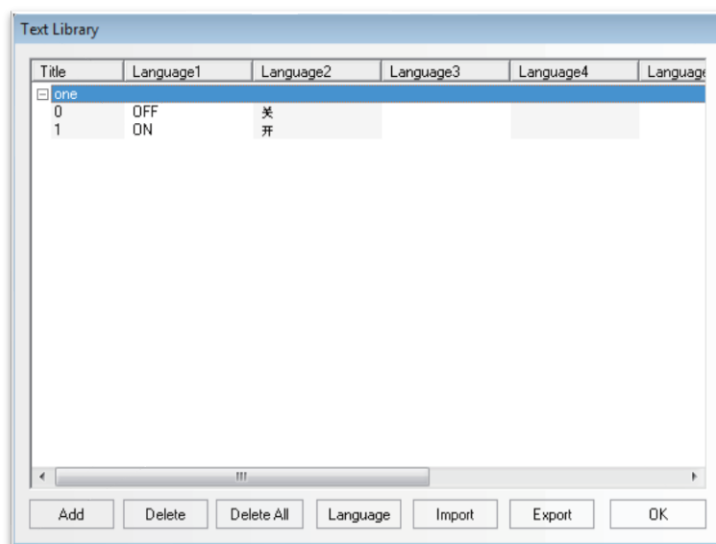 Text Library
Title Language1 Language2 Language3 Language4 Language
one
0 OFF 关
1 ON 开
Add Delete Delete All Language Import Export OK